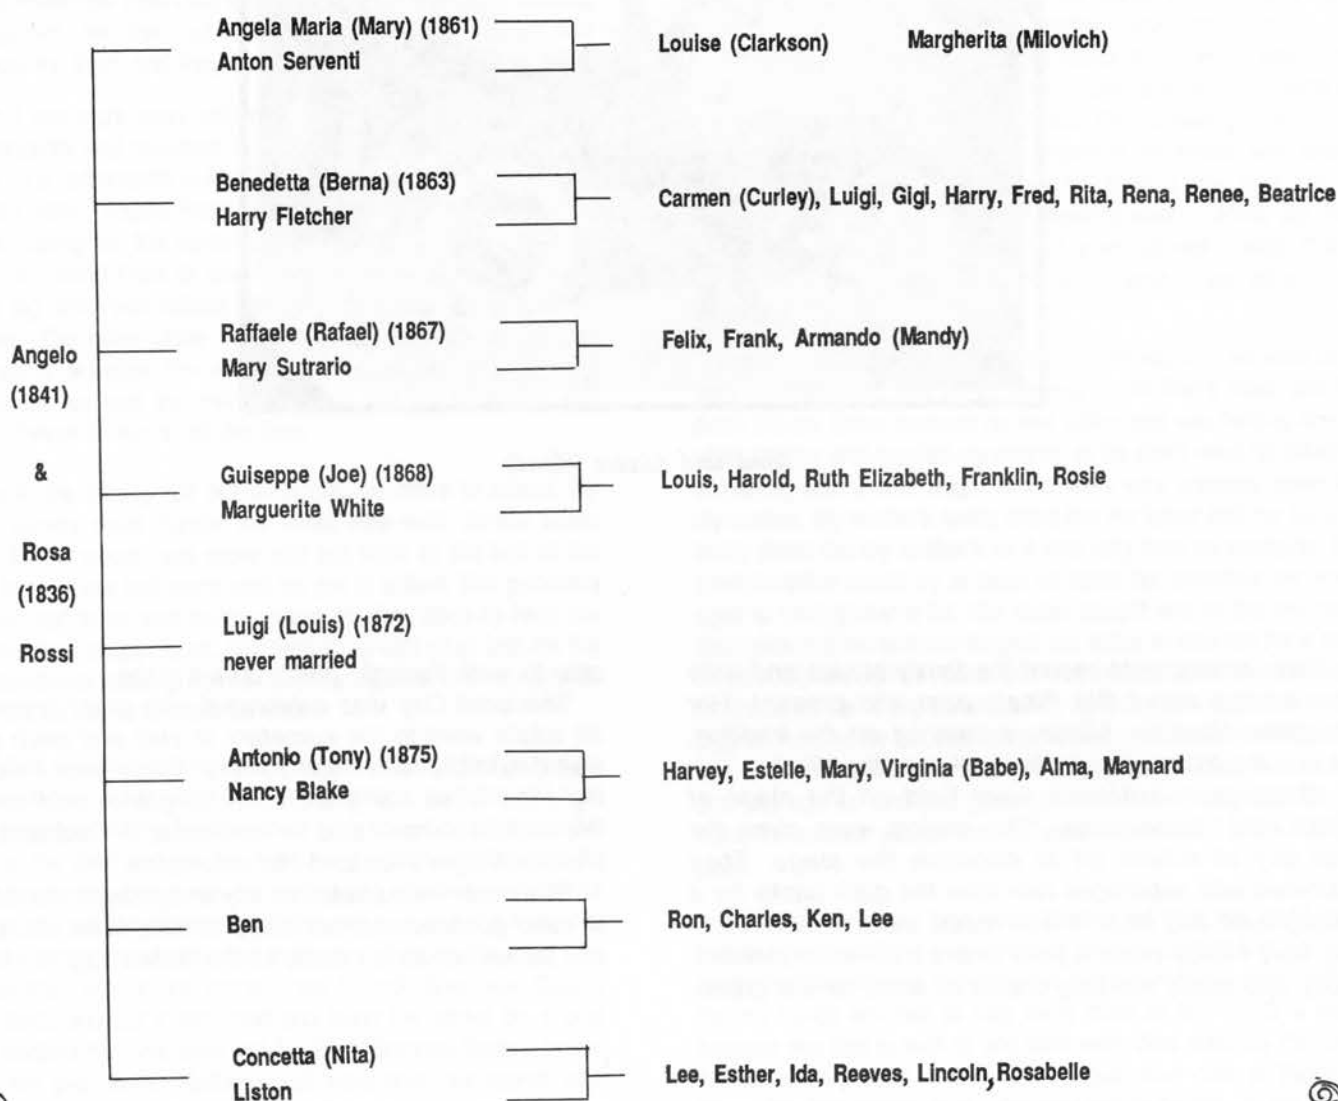 Angela Maria (Mary) (1861)
Anton Serventi
Louise (Clarkson) Margherita (Milovich)
Benedetta (Berna) (1863)
Harry Fletcher
Carmen (Curley), Luigi, Gigi, Harry, Fred, Rita, Rena, Renee, Beatrice
Raffaele (Rafael) (1867)
Mary Sutrario
Felix, Frank, Armando (Mandy)
Angelo
(1841)
&
Rosa
(1836)
Rossi
Guiseppe (Joe) (1868)
Marguerite White
Louis, Harold, Ruth Elizabeth, Franklin, Rosie
Luigi (Louis) (1872)
never married
Antonio (Tony) (1875)
Nancy Blake
Harvey, Estelle, Mary, Virginia (Babe), Alma, Maynard
Ben
Ron, Charles, Ken, Lee
Concetta (Nita)
Liston
Lee, Esther, Ida, Reeves, Lincoln, Rosabelle